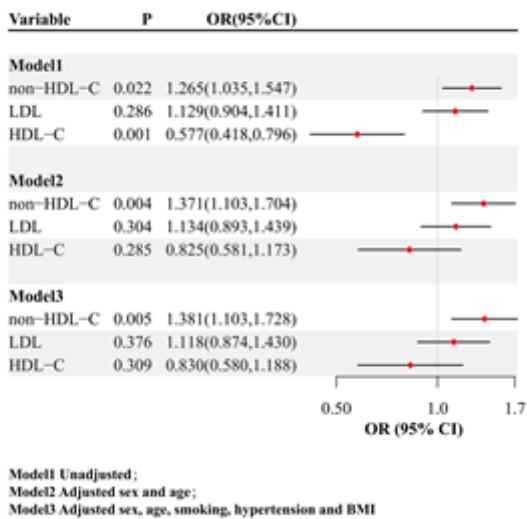 Variable P OR(95%CI)
Model1
non-HDL-C 0.022 1.265(1.035,1.547)
LDL 0.286 1.129(0.904,1.411)
HDL-C 0.001 0.577(0.418,0.796)
Model2
non-HDL-C 0.004 1.371(1.103,1.704)
LDL 0.304 1.134(0.893,1.439)
HDL-C 0.285 0.825(0.581,1.173)
Model3
non-HDL-C 0.005 1.381(1.103,1.728)
LDL 0.376 1.118(0.874,1.430)
HDL-C 0.309 0.830(0.580,1.188)
0.50 1.0 1.7
OR (95% CI)
Model1 Unadjusted;
Model2 Adjusted sex and age;
Model3 Adjusted sex, age, smoking, hypertension and BMI